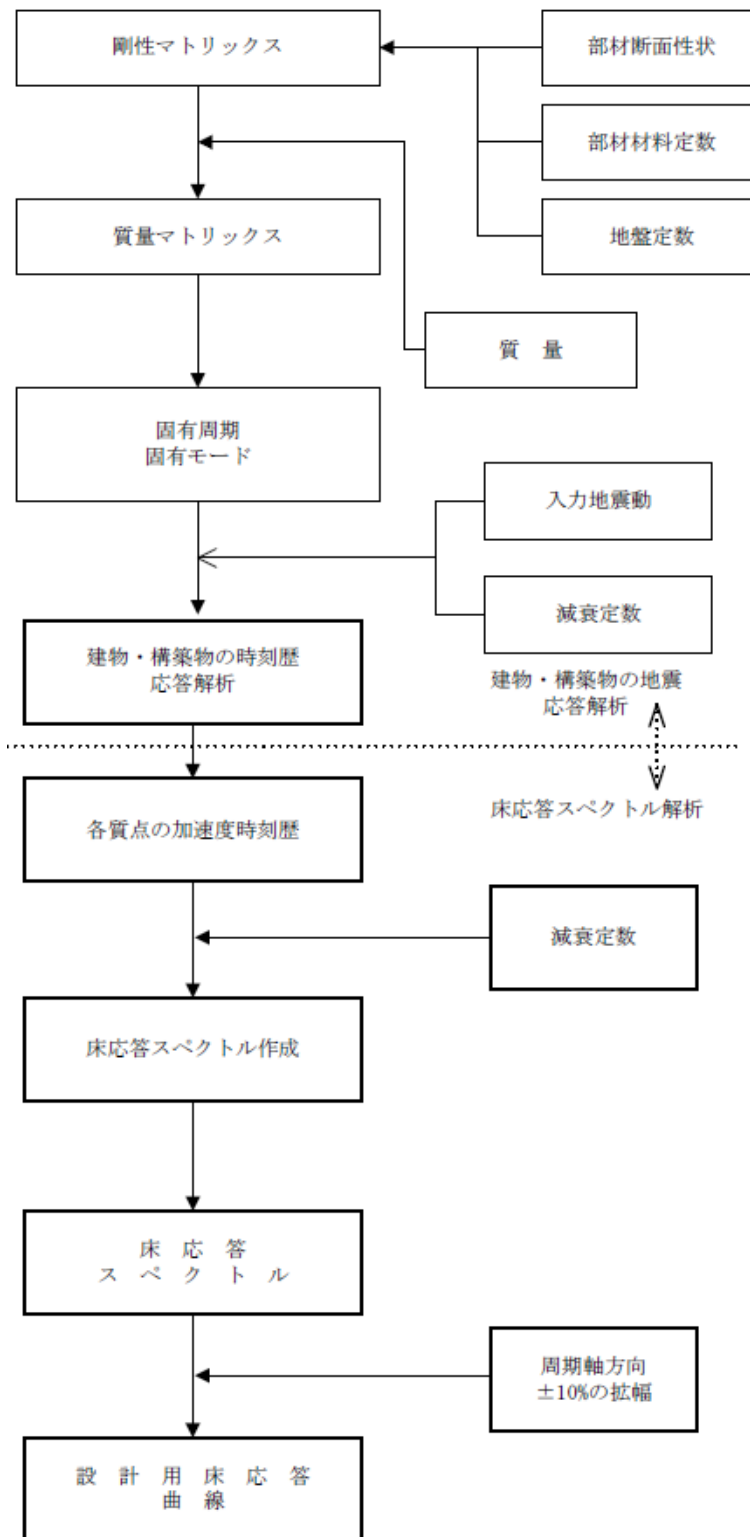 剛性マトリックス
部材断面性状
部材材料定数
質量マトリックス
地盤定数
質　量
固有周期
固有モード
入力地震動
減衰定数
建物・構築物の時刻歴
応答解析
建物・構築物の地震
応答解析
床応答スペクトル解析
各質点の加速度時刻歴
減衰定数
床応答スペクトル作成
床　応　答
ス　ペ　ク　ト　ル
周期軸方向
±10%の拡幅
設　計　用　床　応　答
曲　線